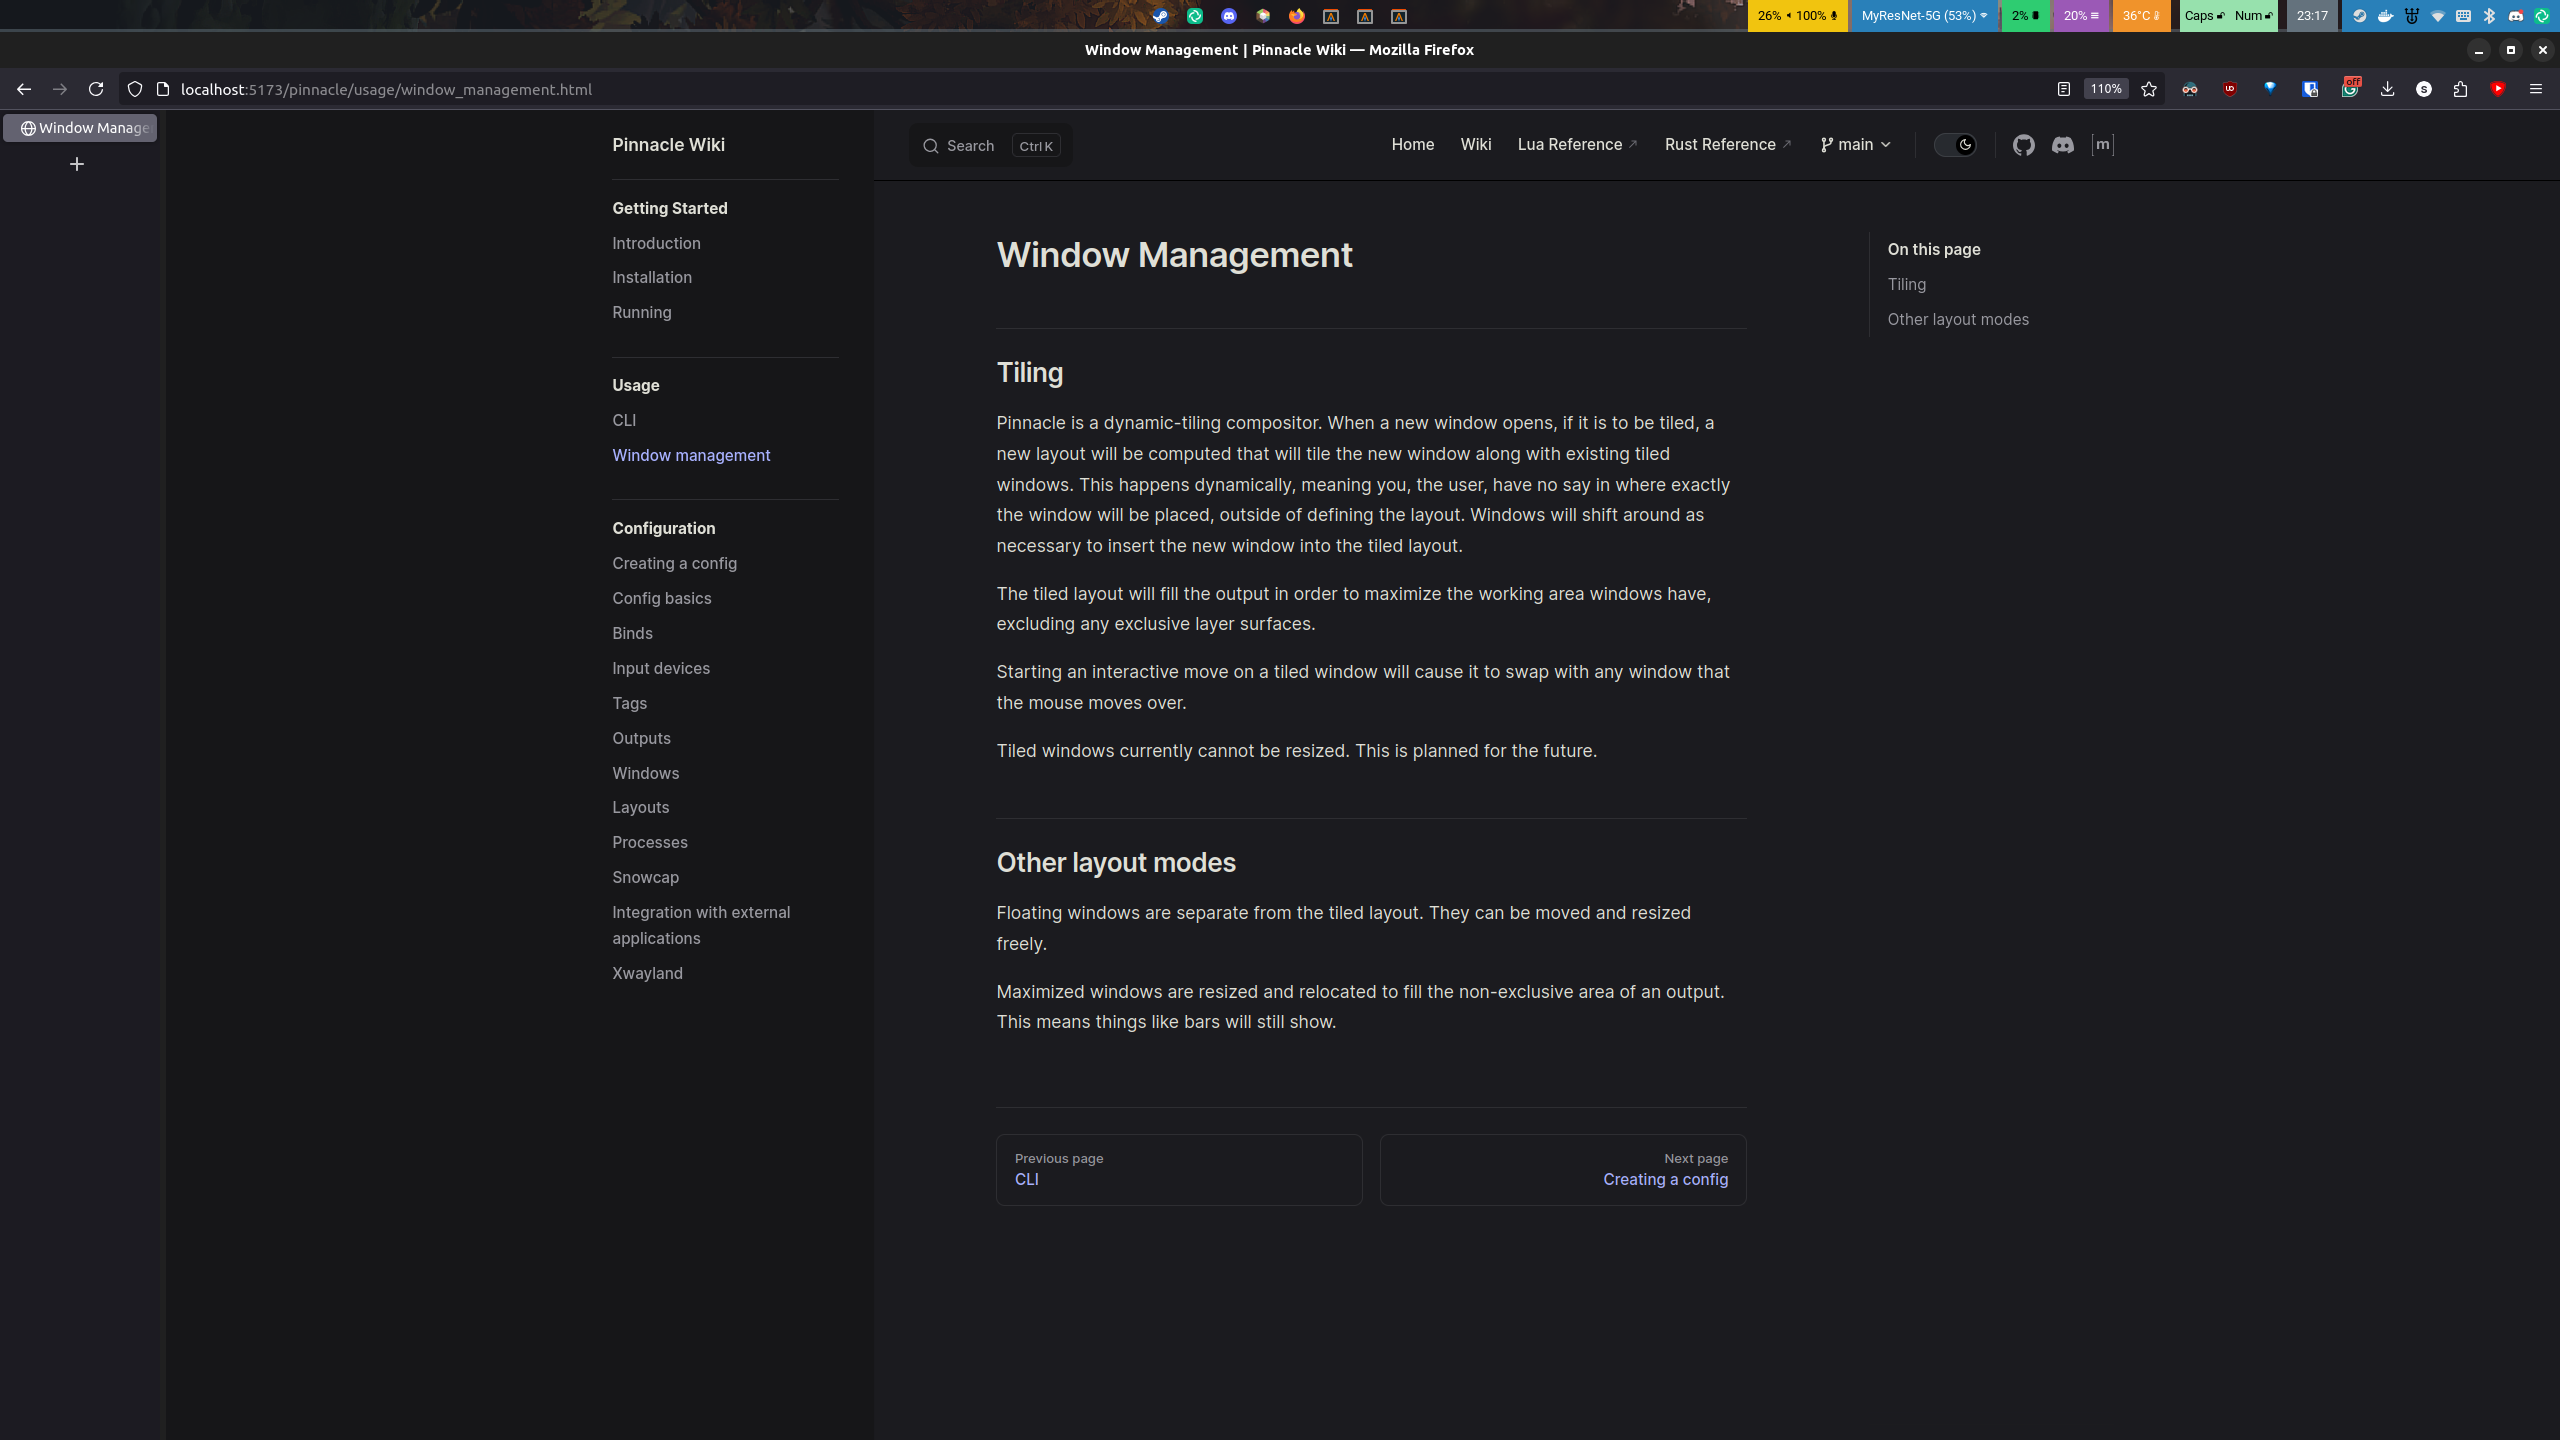 26% 100%
MyResNet-5G (53%)
2%
20%
36°C
Caps Num
23:17
Window Management | Pinnacle Wiki — Mozilla Firefox
localhost:5173/pinnacle/usage/window_management.html
110%
off
Window Manage
Pinnacle Wiki
Search
Ctrl K
Home
Wiki
Lua Reference
Rust Reference
main
[m]
Getting Started
Introduction
Installation
Running
Usage
CLI
Window management
Configuration
Creating a config
Config basics
Binds
Input devices
Tags
Outputs
Windows
Layouts
Processes
Snowcap
Integration with external
applications
Xwayland
Window Management
Tiling
Pinnacle is a dynamic-tiling compositor. When a new window opens, if it is to be tiled, a
new layout will be computed that will tile the new window along with existing tiled
windows. This happens dynamically, meaning you, the user, have no say in where exactly
the window will be placed, outside of defining the layout. Windows will shift around as
necessary to insert the new window into the tiled layout.
The tiled layout will fill the output in order to maximize the working area windows have,
excluding any exclusive layer surfaces.
Starting an interactive move on a tiled window will cause it to swap with any window that
the mouse moves over.
Tiled windows currently cannot be resized. This is planned for the future.
Other layout modes
Floating windows are separate from the tiled layout. They can be moved and resized
freely.
Maximized windows are resized and relocated to fill the non-exclusive area of an output.
This means things like bars will still show.
Previous page
CLI
Next page
Creating a config
On this page
Tiling
Other layout modes